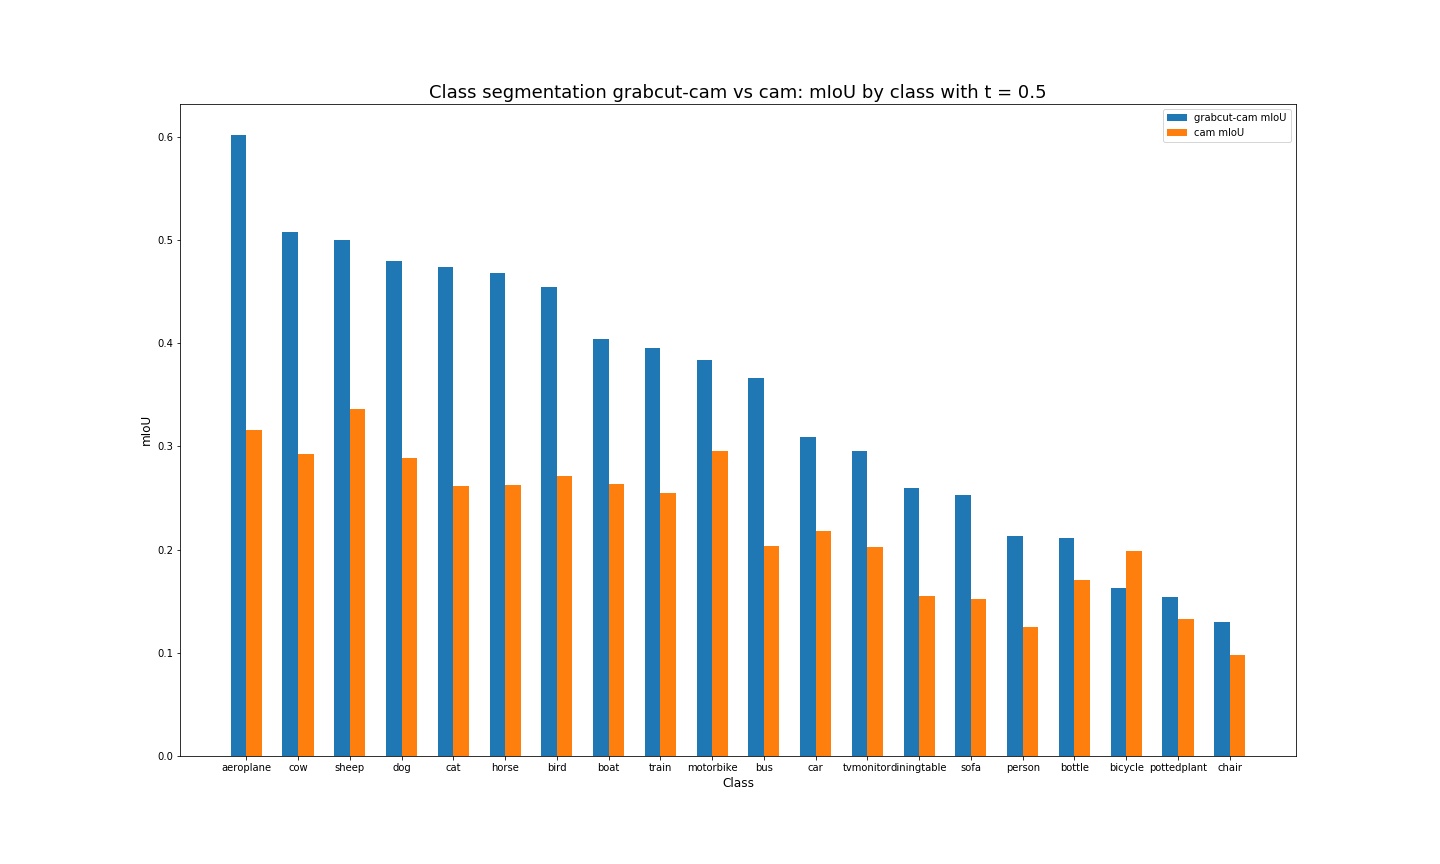 Class segmentation grabcut-cam vs cam: mIoU by class with t = 0.5
grabcut-cam mIoU
cam mIoU
0.6
0.5
0.4
0.3
0.2
0.1
0.0
mIoU
aeroplane cow sheep dog cat horse bird boat train motorbike bus car tvmonitor diningtable sofa person bottle bicycle pottedplant chair
Class